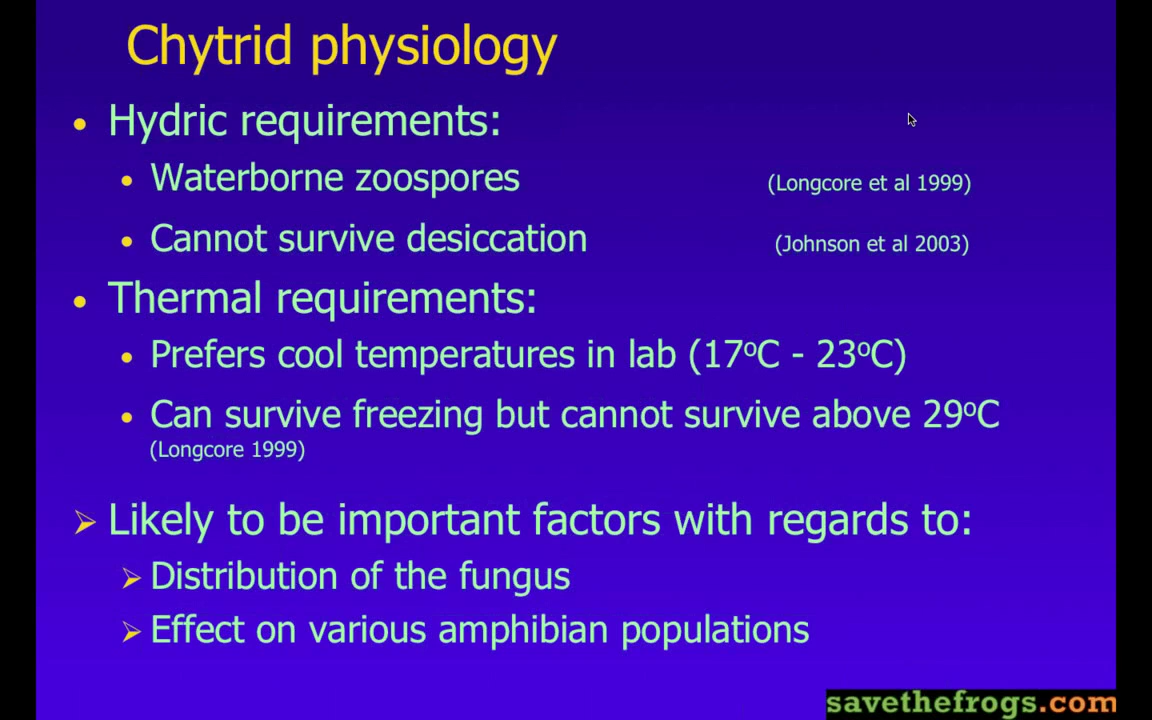 Chytrid physiology
• Hydric requirements:
• Waterborne zoospores (Longcore et al 1999)
• Cannot survive desiccation (Johnson et al 2003)
• Thermal requirements:
• Prefers cool temperatures in lab (17ºC - 23ºC)
• Can survive freezing but cannot survive above 29ºC
(Longcore 1999)
➢ Likely to be important factors with regards to:
➢ Distribution of the fungus
➢ Effect on various amphibian populations
savethefrogs.com